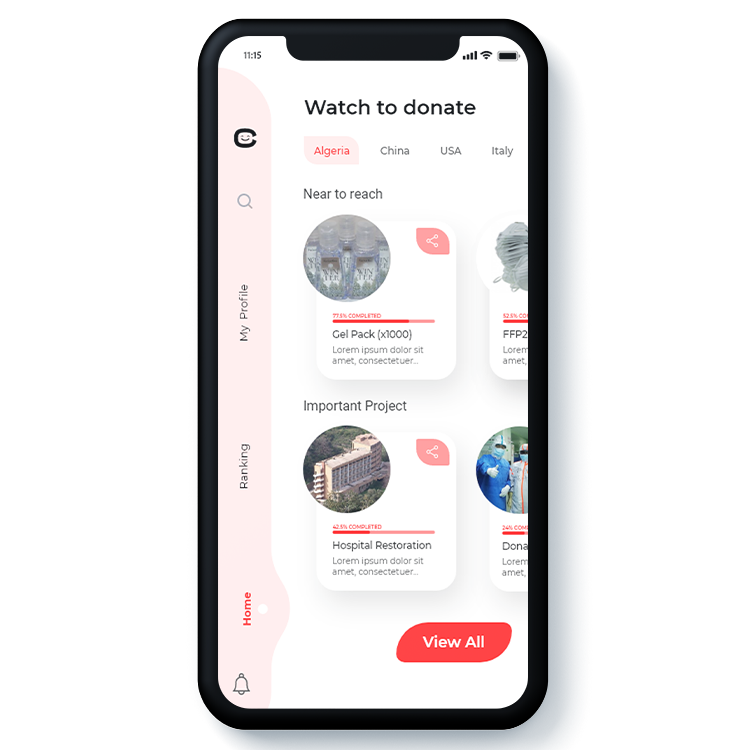 11:15
Watch to donate
Algeria China USA Italy
Near to reach
77.5% COMPLETED
Gel Pack (x1000)
Lorem ipsum dolor sit
amet, consectetuer...
52.5% CO
FFP2
Lorem
amet,
Important Project
42.5% COMPLETED
Hospital Restoration
Lorem ipsum dolor sit
amet, consectetuer...
24% COM
Dona
Lorem
amet,
View All
My Profile
Ranking
Home